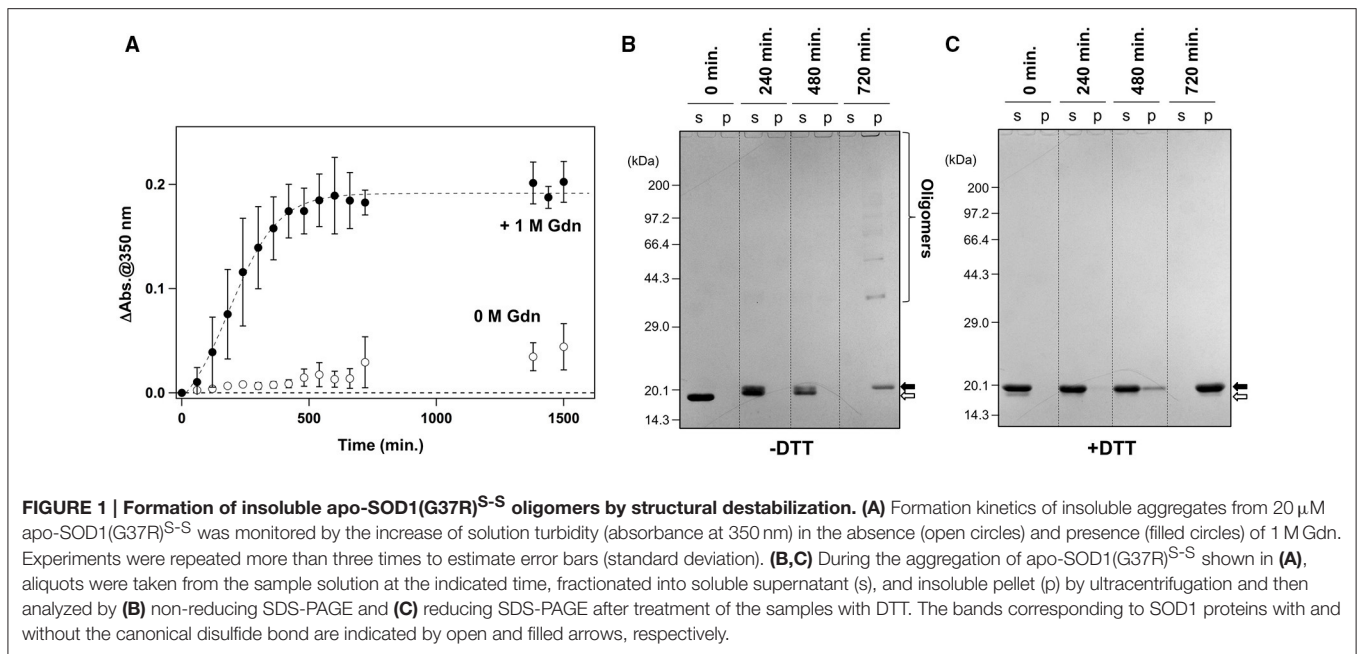 A
ΔAbs.@350 nm
0.2
0.1
0.0
+ 1 M Gdn
0 M Gdn
0 500 1000 1500
Time (min.)
B
0 min.
240 min.
480 min.
720 min.
s p s p s p s p
(kDa)
200
97.2
66.4
44.3
29.0
20.1
14.3
Oligomers
-DTT
C
0 min.
240 min.
480 min.
720 min.
s p s p s p s p
(kDa)
200
97.2
66.4
44.3
29.0
20.1
14.3
+DTT
FIGURE 1 | Formation of insoluble apo-SOD1(G37R)S-S oligomers by structural destabilization. (A) Formation kinetics of insoluble aggregates from 20 μM
apo-SOD1(G37R)S-S was monitored by the increase of solution turbidity (absorbance at 350 nm) in the absence (open circles) and presence (filled circles) of 1 M Gdn.
Experiments were repeated more than three times to estimate error bars (standard deviation). (B,C) During the aggregation of apo-SOD1(G37R)S-S shown in (A),
aliquots were taken from the sample solution at the indicated time, fractionated into soluble supernatant (s), and insoluble pellet (p) by ultracentrifugation and then
analyzed by (B) non-reducing SDS-PAGE and (C) reducing SDS-PAGE after treatment of the samples with DTT. The bands corresponding to SOD1 proteins with and
without the canonical disulfide bond are indicated by open and filled arrows, respectively.